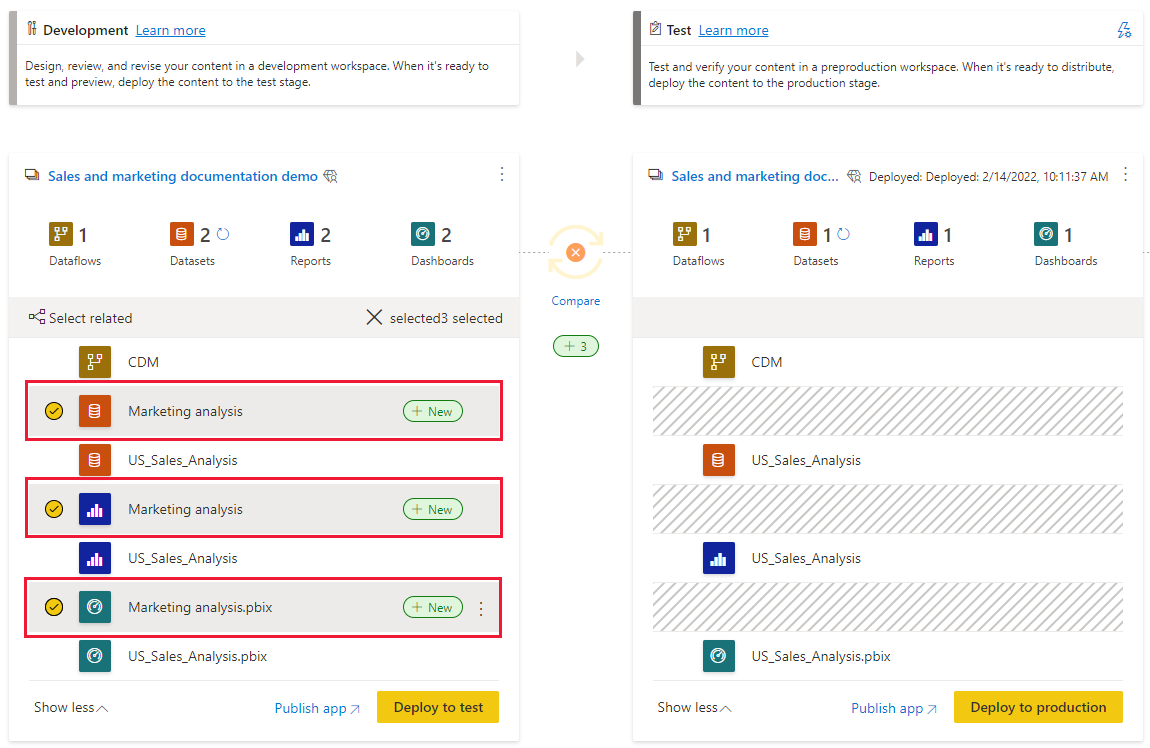 Development Learn more
Design, review, and revise your content in a development workspace. When it's ready to
test and preview, deploy the content to the test stage.
Test Learn more
Test and verify your content in a preproduction workspace. When it's ready to distribute,
deploy the content to the production stage.
Sales and marketing documentation demo
1
Dataflows
2
Datasets
2
Reports
2
Dashboards
Select related
selected3 selected
CDM
Marketing analysis
+ New
US_Sales_Analysis
Marketing analysis
+ New
US_Sales_Analysis
Marketing analysis.pbix
+ New
US_Sales_Analysis.pbix
Show less
Publish app
Deploy to test
Compare
+ 3
Sales and marketing doc... Deployed: Deployed: 2/14/2022, 10:11:37 AM
1
Dataflows
1
Datasets
1
Reports
1
Dashboards
CDM
US_Sales_Analysis
US_Sales_Analysis
US_Sales_Analysis.pbix
Show less
Publish app
Deploy to production